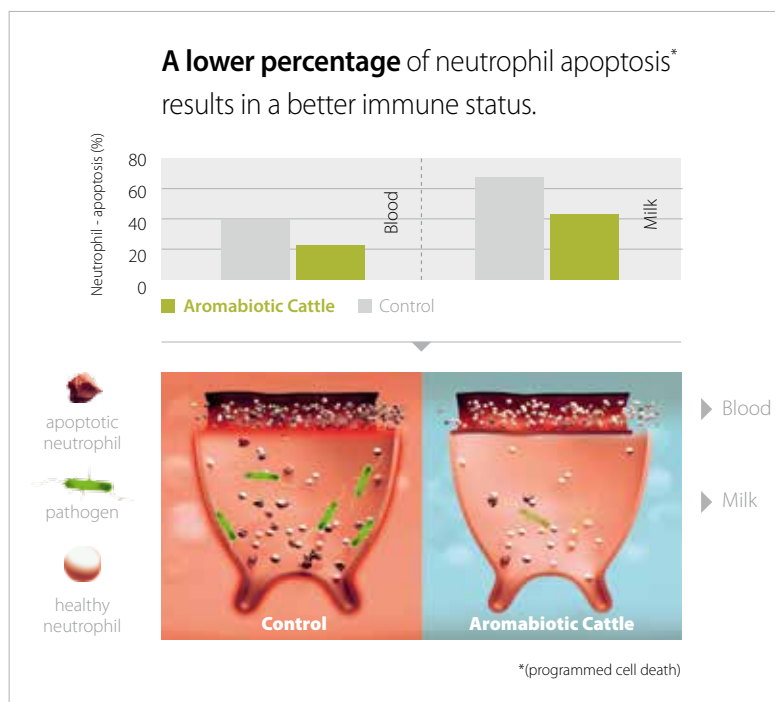 A lower percentage of neutrophil apoptosis*
results in a better immune status.
Neutrophil - apoptosis (%)
80
60
40
20
0
Blood
Milk
Aromabiotic Cattle
Control
apoptotic
neutrophil
pathogen
healthy
neutrophil
Blood
Milk
Control
Aromabiotic Cattle
*(programmed cell death)